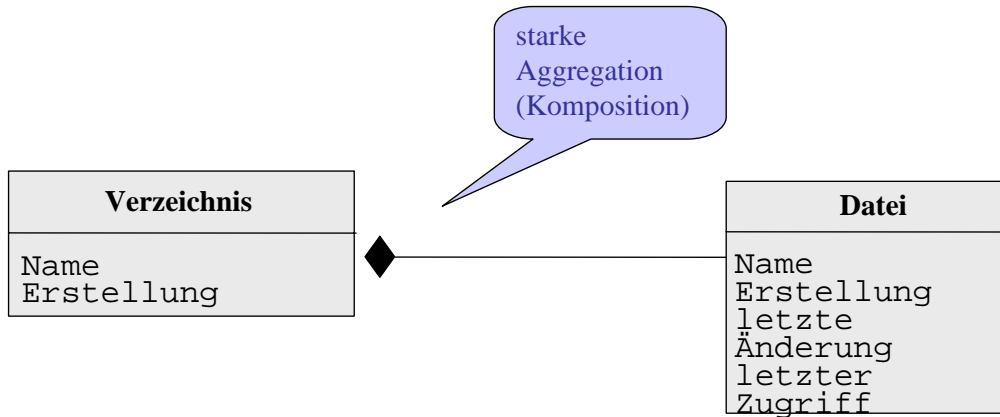 starke
Aggregation
(Komposition)
Verzeichnis
Name
Erstellung
Datei
Name
Erstellung
letzte
Änderung
letzter
Zugriff